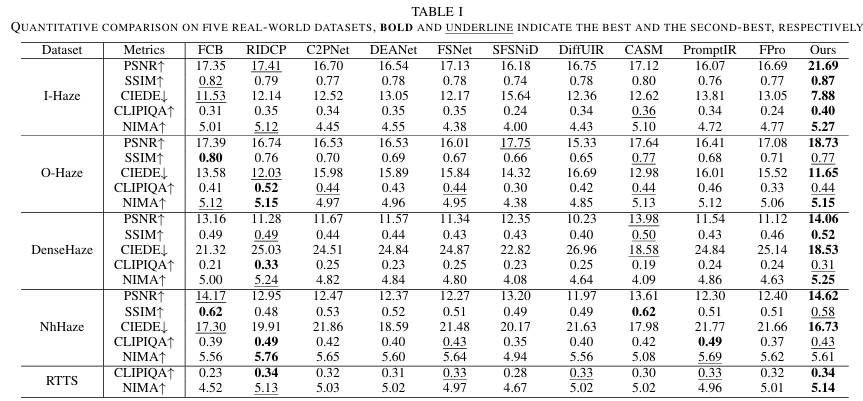 TABLE I
QUANTITATIVE COMPARISON ON FIVE REAL-WORLD DATASETS, BOLD AND UNDERLINE INDICATE THE BEST AND THE SECOND-BEST, RESPECTIVELY
Dataset Metrics FCB RIDCP C2PNet DEANet FSNet SFSNiD DiffUIR CASM PromptIR FPro Ours
PSNR↑ 17.35 17.41 16.70 16.54 17.13 16.18 16.75 17.12 16.07 16.69 21.69
SSIM↑ 0.82 0.79 0.77 0.78 0.78 0.74 0.78 0.80 0.76 0.77 0.87
I-Haze CIEDE↓ 11.53 12.14 12.52 13.05 12.17 15.64 12.36 12.62 13.81 13.05 7.88
CLIPIQA↑ 0.31 0.35 0.34 0.35 0.35 0.24 0.34 0.36 0.34 0.34 0.40
NIMA↑ 5.01 5.12 4.45 4.55 4.38 4.00 4.43 5.10 4.72 4.77 5.27
PSNR↑ 17.39 16.74 16.53 16.53 16.01 17.75 15.33 17.64 16.41 17.08 18.73
SSIM↑ 0.80 0.76 0.70 0.69 0.67 0.66 0.65 0.77 0.68 0.71 0.77
O-Haze CIEDE↓ 13.58 12.03 15.98 15.89 15.84 14.32 16.69 12.98 16.01 15.52 11.65
CLIPIQA↑ 0.41 0.52 0.44 0.43 0.44 0.30 0.42 0.44 0.46 0.33 0.44
NIMA↑ 5.12 5.15 4.97 4.96 4.95 4.38 4.85 5.13 5.12 5.06 5.15
PSNR↑ 13.16 11.28 11.67 11.57 11.34 12.35 10.23 13.98 11.54 11.12 14.06
SSIM↑ 0.49 0.49 0.44 0.44 0.43 0.43 0.40 0.50 0.43 0.46 0.52
DenseHaze CIEDE↓ 21.32 25.03 24.51 24.84 24.87 22.82 26.96 18.58 24.84 25.14 18.53
CLIPIQA↑ 0.21 0.33 0.25 0.23 0.25 0.23 0.25 0.19 0.24 0.24 0.31
NIMA↑ 5.00 5.24 4.82 4.84 4.80 4.08 4.64 4.09 4.86 4.63 5.25
PSNR↑ 14.17 12.95 12.47 12.37 12.27 13.20 11.97 13.61 12.30 12.40 14.62
SSIM↑ 0.62 0.48 0.53 0.52 0.51 0.49 0.49 0.62 0.51 0.51 0.58
NhHaze CIEDE↓ 17.30 19.91 21.86 18.59 21.48 20.17 21.63 17.98 21.77 21.66 16.73
CLIPIQA↑ 0.39 0.49 0.42 0.40 0.43 0.35 0.40 0.42 0.49 0.37 0.43
NIMA↑ 5.56 5.76 5.65 5.60 5.64 4.94 5.56 5.08 5.69 5.62 5.61
RTTS CLIPIQA↑ 0.23 0.34 0.32 0.31 0.33 0.28 0.33 0.30 0.33 0.32 0.34
NIMA↑ 4.52 5.13 5.03 5.02 4.97 4.67 5.02 5.02 4.96 5.01 5.14